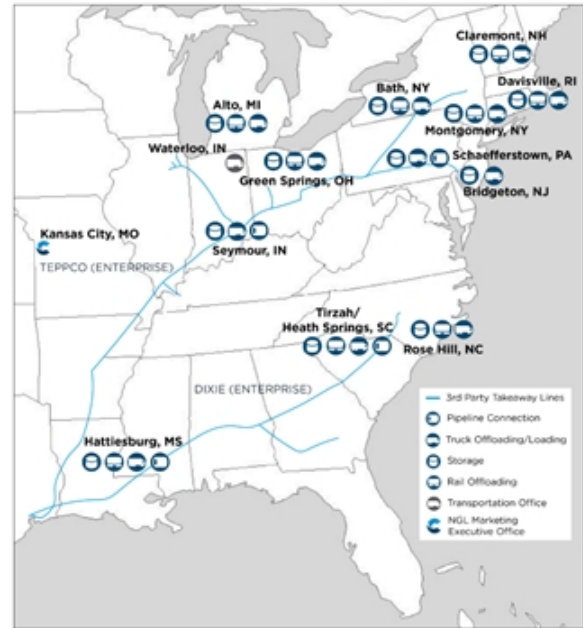 Claremont, NH
Davisville, RI
Bath, NY
Alto, MI
Montgomery, NY
Waterloo, IN
Schaefferstown, PA
Green Springs, OH
Bridgeton, NJ
Kansas City, MO
Seymour, IN
TEPPCO (ENTERPRISE)
Tirzah/
Heath Springs, SC
Rose Hill, NC
DIXIE (ENTERPRISE)
Hattiesburg, MS
3rd Party Takeaway Lines
Pipeline Connection
Truck Offloading/Loading
Storage
Rail Offloading
Transportation Office
NGL Marketing
Executive Office